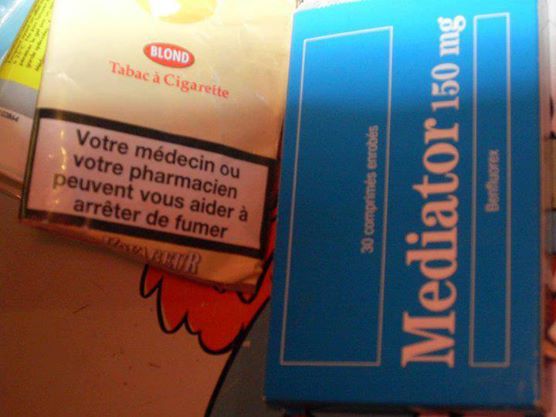 BLOND
Tabac à Cigarette
Votre médecin ou
votre pharmacien
peuvent vous aider à
arrêter de fumer
30 comprimés enrobés
Mediator 150 mg
Benfluorex